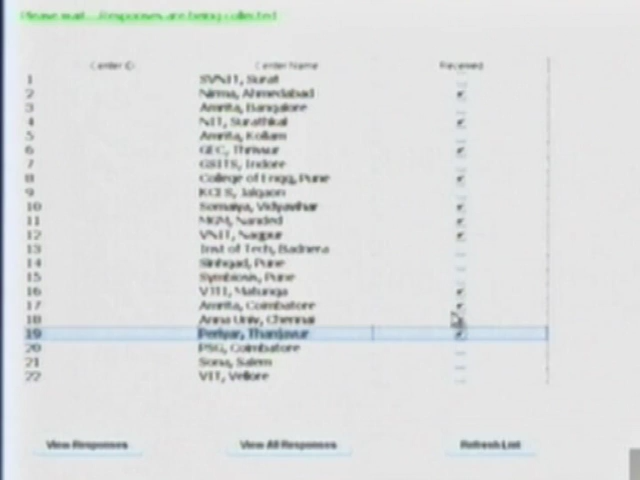 Please wait... Responses are being collected
Center ID Center Name Received
1 SVNIT, Surat
2 Nirma, Ahmedabad
3 Amrita, Bangalore
4 NIT, Surathkal
5 Amrita, Kollam
6 GEC, Thrissur
7 GSITS, Indore
8 College of Engg, Pune
9 KCES, Jalgaon
10 Somaiya, Vidyavihar
11 MGM, Nanded
12 VNIT, Nagpur
13 Inst of Tech, Badnera
14 Sinhgad, Pune
15 Symbiosis, Pune
16 VJTI, Matunga
17 Amrita, Coimbatore
18 Anna Univ, Chennai
19 Periyar, Thanjavur
20 PSG, Coimbatore
21 Sona, Salem
22 VIT, Vellore
View Responses View All Responses Refresh List